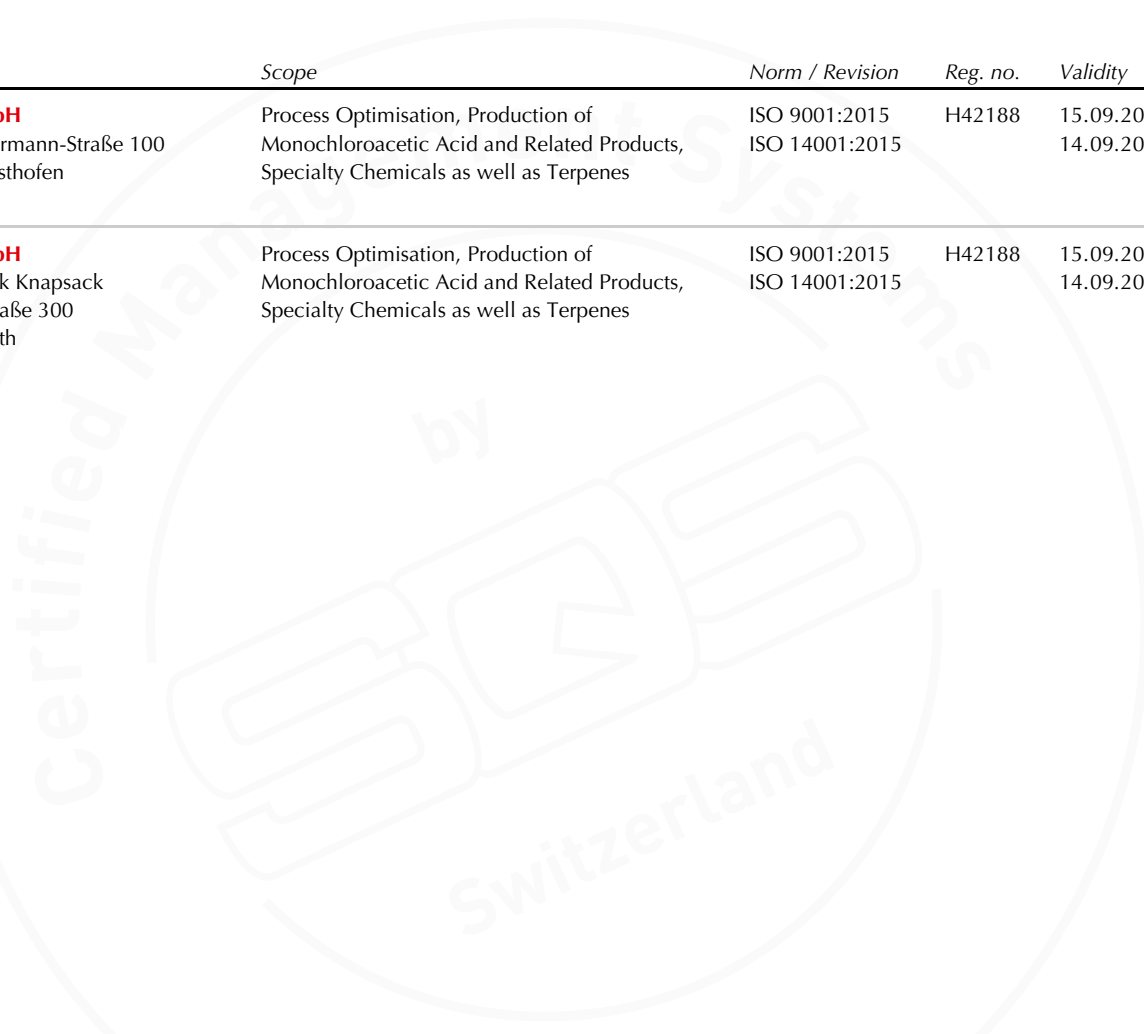 Scope Norm / Revision Reg. no. Validity
bH Process Optimisation, Production of ISO 9001:2015 H42188 15.09.20
rmann-Straße 100 Monochloroacetic Acid and Related Products, ISO 14001:2015 14.09.20
sthofen Specialty Chemicals as well as Terpenes
bH Process Optimisation, Production of ISO 9001:2015 H42188 15.09.20
k Knapsack Monochloroacetic Acid and Related Products, ISO 14001:2015 14.09.20
aße 300 Specialty Chemicals as well as Terpenes
th
Certified Management Systems
by
SQS
Switzerland